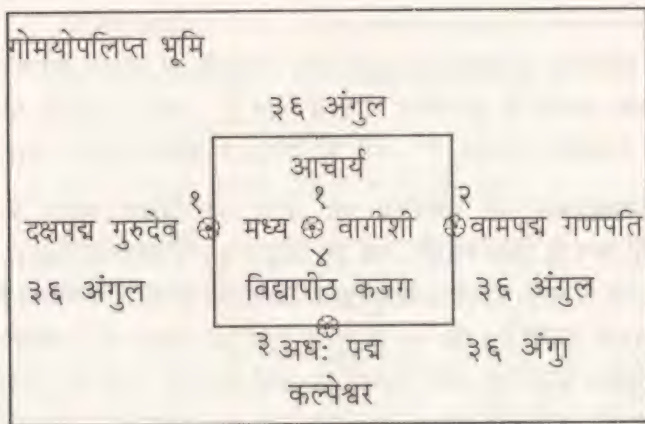 गोमयोपलिप्त भूमि
३६ अंगुल
आचार्य
१ १ २
दक्षपद्म गुरुदेव मध्य वागीशी वामपद्म गणपति
४
३६ अंगुल विद्यापीठ कजग ३६ अंगुल
३ अधः पद्म ३६ अंगुा
कल्पेश्वर